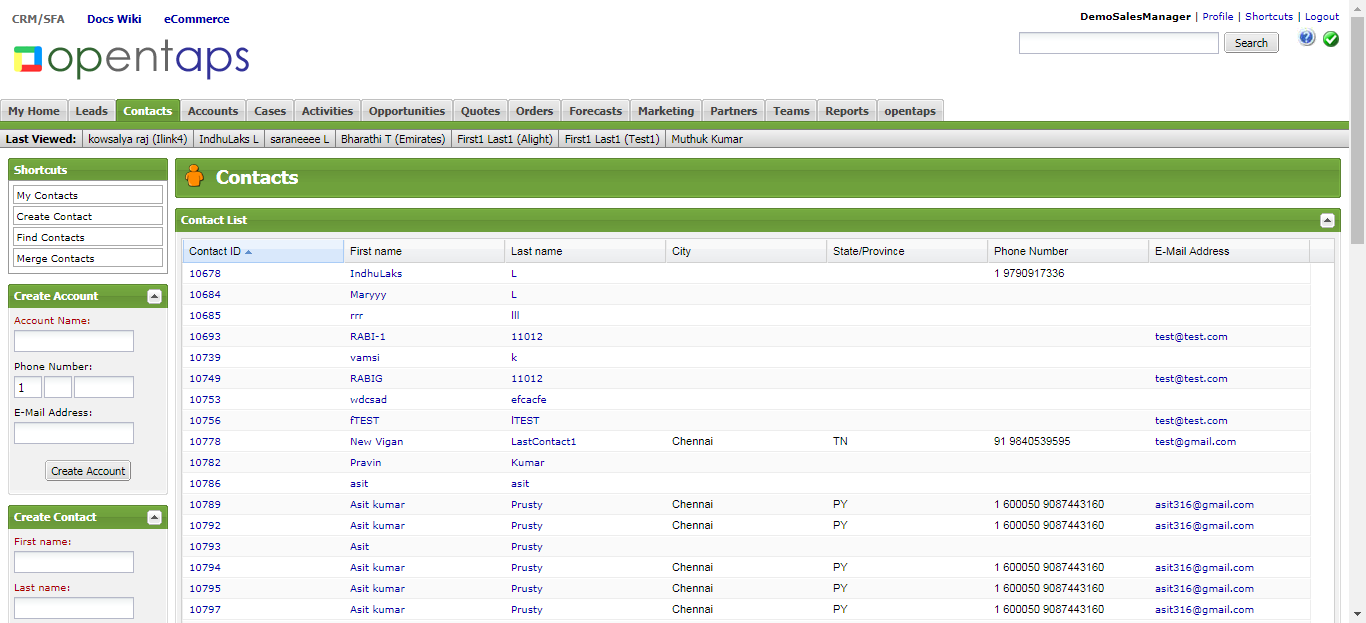 CRM/SFA Docs Wiki eCommerce
DemoSalesManager | Profile | Shortcuts | Logout
opentaps
Search
My Home Leads Contacts Accounts Cases Activities Opportunities Quotes Orders Forecasts Marketing Partners Teams Reports opentaps
Last Viewed: kowsalya raj (Ilink4) IndhuLaks L saraneeee L Bharathi T (Emirates) First1 Last1 (Alight) First1 Last1 (Test1) Muthuk Kumar
Shortcuts
My Contacts
Create Contact
Find Contacts
Merge Contacts
Create Account
Account Name:
Phone Number:
1
E-Mail Address:
Create Account
Create Contact
First name:
Last name:
Contacts
Contact List
Contact ID First name Last name City State/Province Phone Number E-Mail Address
10678 IndhuLaks L 1 9790917336
10684 Maryyy L
10685 rrr lll
10693 RABI-1 11012 test@test.com
10739 vamsi k
10749 RABIG 11012 test@test.com
10753 wdcsad efcacfe
10756 fTEST lTEST test@test.com
10778 New Vigan LastContact1 Chennai TN 91 9840539595 test@gmail.com
10782 Pravin Kumar
10786 asit asit
10789 Asit kumar Prusty Chennai PY 1 600050 9087443160 asit316@gmail.com
10792 Asit kumar Prusty Chennai PY 1 600050 9087443160 asit316@gmail.com
10793 Asit Prusty
10794 Asit kumar Prusty Chennai PY 1 600050 9087443160 asit316@gmail.com
10795 Asit kumar Prusty Chennai PY 1 600050 9087443160 asit316@gmail.com
10797 Asit kumar Prusty Chennai PY 1 600050 9087443160 asit316@gmail.com